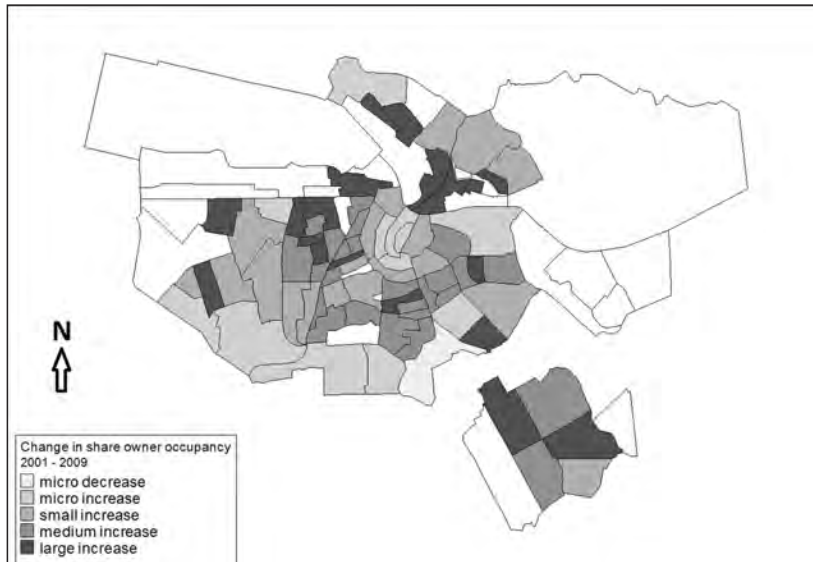 N
Change in share owner occupancy
2001 - 2009
micro decrease
micro increase
small increase
medium increase
large increase